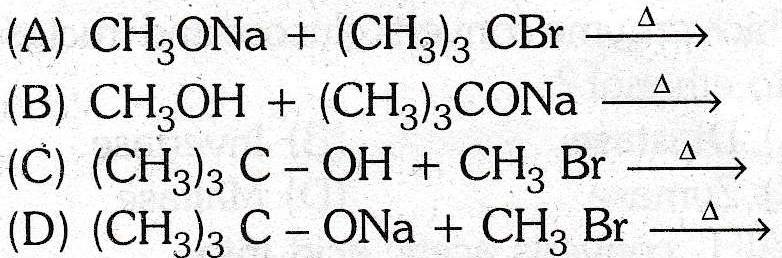 (A) CH₃ONa + (CH₃)₃ CBr —Δ→
(B) CH₃OH + (CH₃)₃CONa —Δ→
(C) (CH₃)₃ C – OH + CH₃ Br —Δ→
(D) (CH₃)₃ C – ONa + CH₃ Br —Δ→